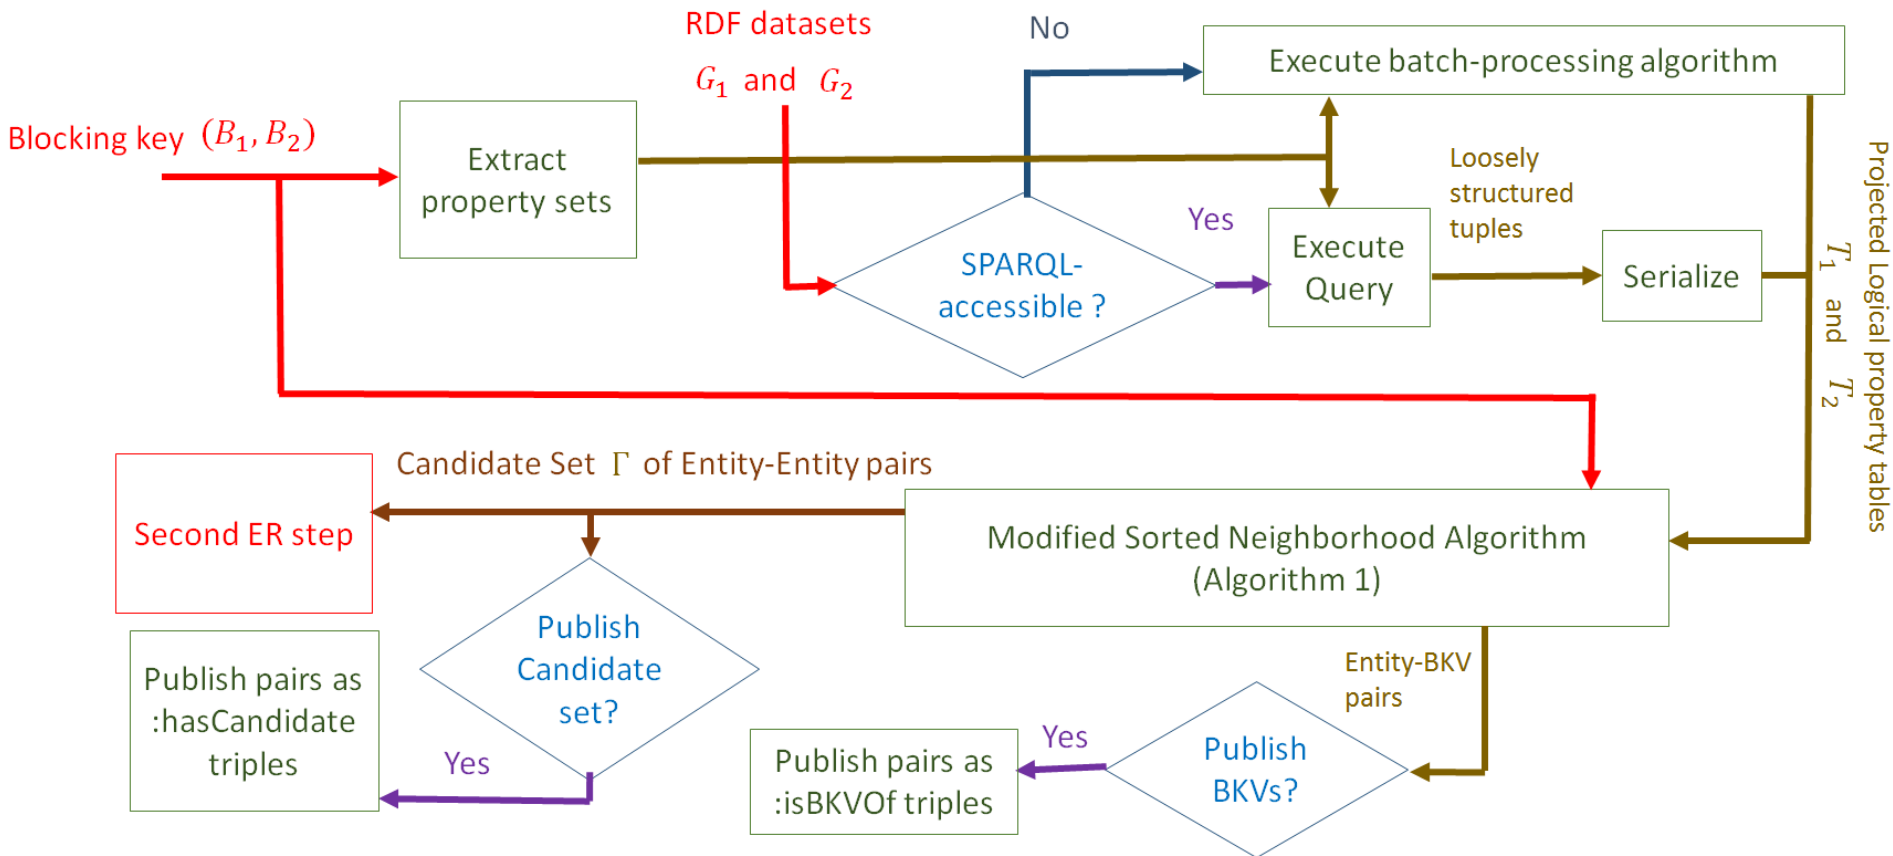 RDF datasets
G1 and G2
No
Execute batch-processing algorithm
Blocking key (B1, B2)
Extract
property sets
Loosely
structured
tuples
Yes
Execute
Query
Serialize
SPARQL-
accessible ?
Projected Logical property tables
T1 and T2
Candidate Set Γ of Entity-Entity pairs
Second ER step
Modified Sorted Neighborhood Algorithm
(Algorithm 1)
Publish
Candidate
set?
Publish pairs as
:hasCandidate
triples
Yes
Entity-BKV
pairs
Yes
Publish
BKVs?
Publish pairs as
:isBKVOf triples